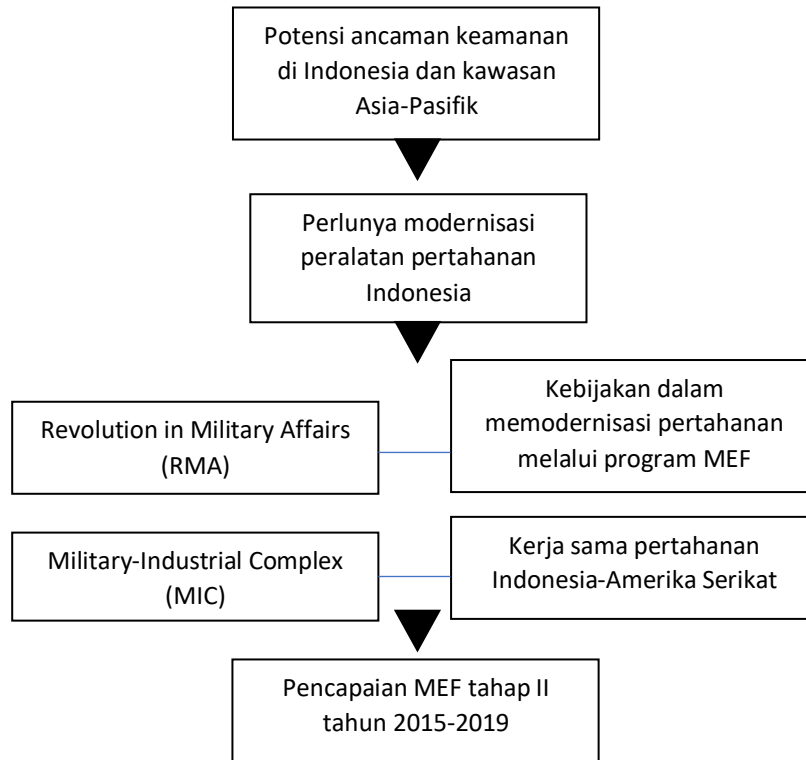 Potensi ancaman keamanan
di Indonesia dan kawasan
Asia-Pasifik
Perlunya modernisasi
peralatan pertahanan
Indonesia
Revolution in Military Affairs
(RMA)
Kebijakan dalam
memodernisasi pertahanan
melalui program MEF
Military-Industrial Complex
(MIC)
Kerja sama pertahanan
Indonesia-Amerika Serikat
Pencapaian MEF tahap II
tahun 2015-2019